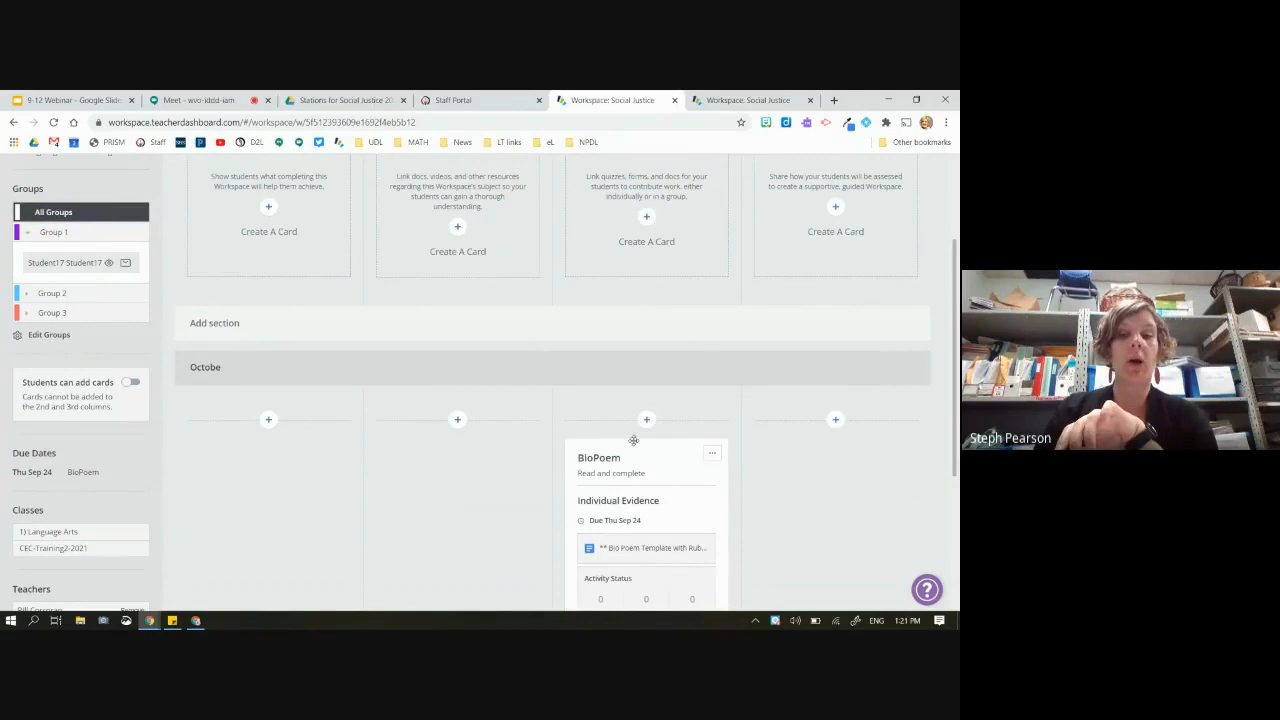 9-12 Webinar - Google Slide
Meet - wvo-iddd-iam
Stations for Social Justice 20
Staff Portal
Workspace: Social Justice
Workspace: Social Justice
workspace.teacherdashboard.com/#/workspace/w/5f512393609e1692f4eb5b12
PRISM
Staff
D2L
UDL
MATH
News
LT links
eL
NPDL
Other bookmarks
Groups
All Groups
Group 1
Student17 Student17
Group 2
Group 3
Edit Groups
Students can add cards
Cards cannot be added
to the 2nd and 3rd columns.
Due Dates
Thu Sep 24 BioPoem
Classes
1) Language Arts
CEC-Training2-2021
Teachers
Bill Corcoran
Remove
Show students what completing this
Workspace will help them achieve.
Create A Card
Link docs, videos, and other resources
regarding this Workspace's subject so your
students can gain a thorough
understanding.
Create A Card
Link quizzes, forms, and docs for your
students to contribute work, either
individually or in a group.
Create A Card
Share how your students will be assessed
to create a supportive, guided Workspace.
Create A Card
Add section
Octobe
BioPoem
Read and complete
Individual Evidence
Due Thu Sep 24
** Bio Poem Template with Rub...
Activity Status
0 0 0
Steph Pearson
ENG 1:21 PM